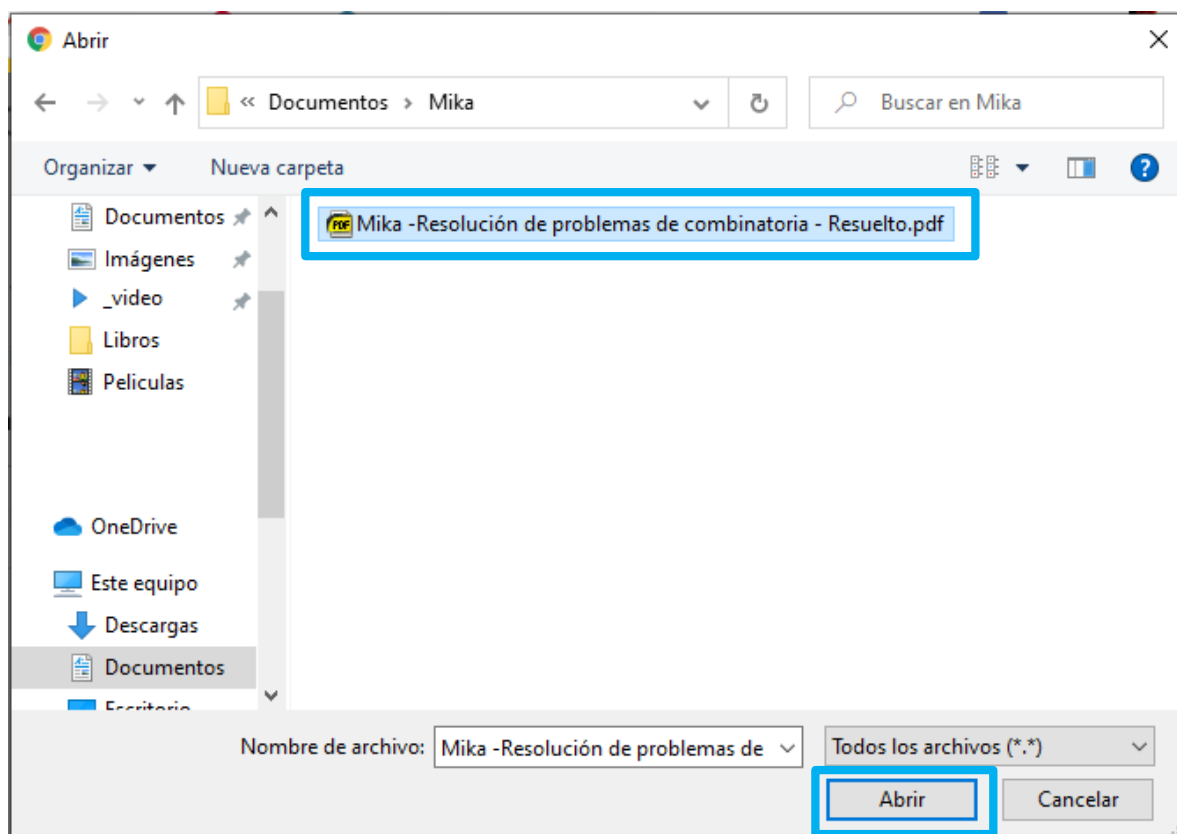 Abrir
« Documentos > Mika
Buscar en Mika
Organizar
Nueva carpeta
Documentos
Imágenes
_video
Libros
Peliculas
OneDrive
Este equipo
Descargas
Documentos
Escritorio
PDF
Mika -Resolución de problemas de combinatoria - Resuelto.pdf
Nombre de archivo:
Mika -Resolución de problemas de
Todos los archivos (*.*)
Abrir
Cancelar